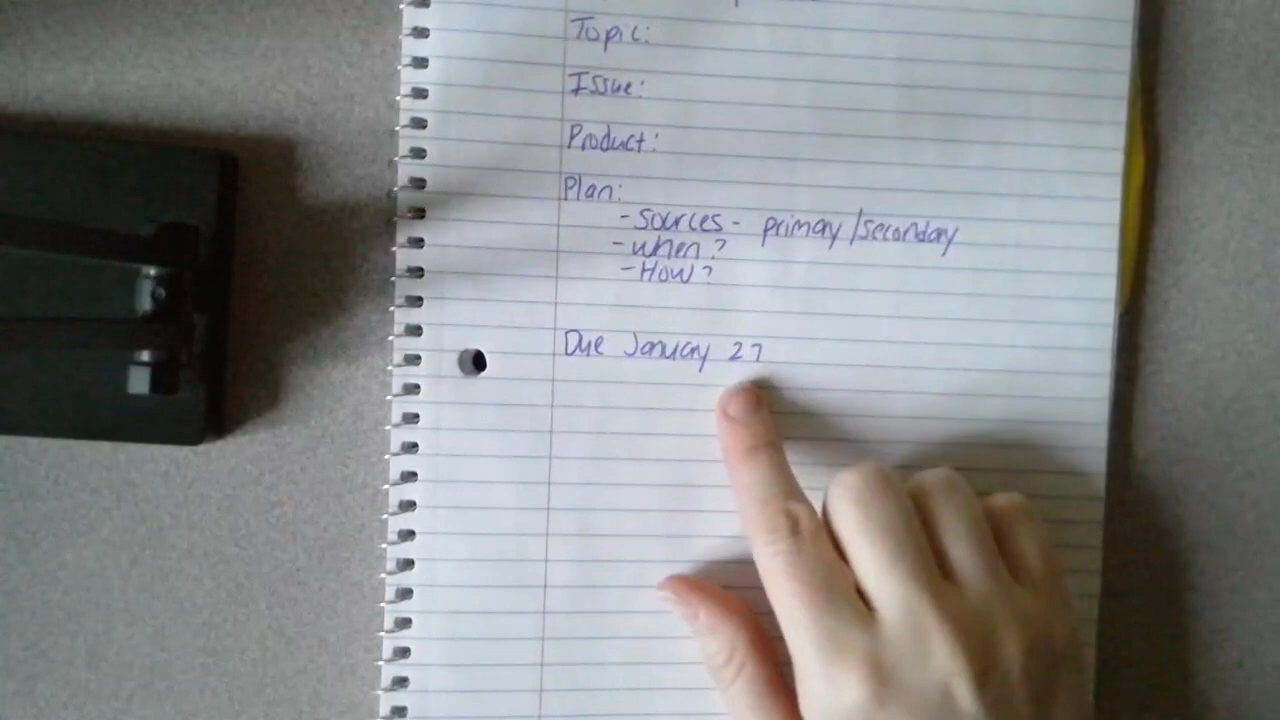 Topic:
Issue:
Product:
Plan:
- Sources - primary/secondary
- when?
- How?
Due January 27